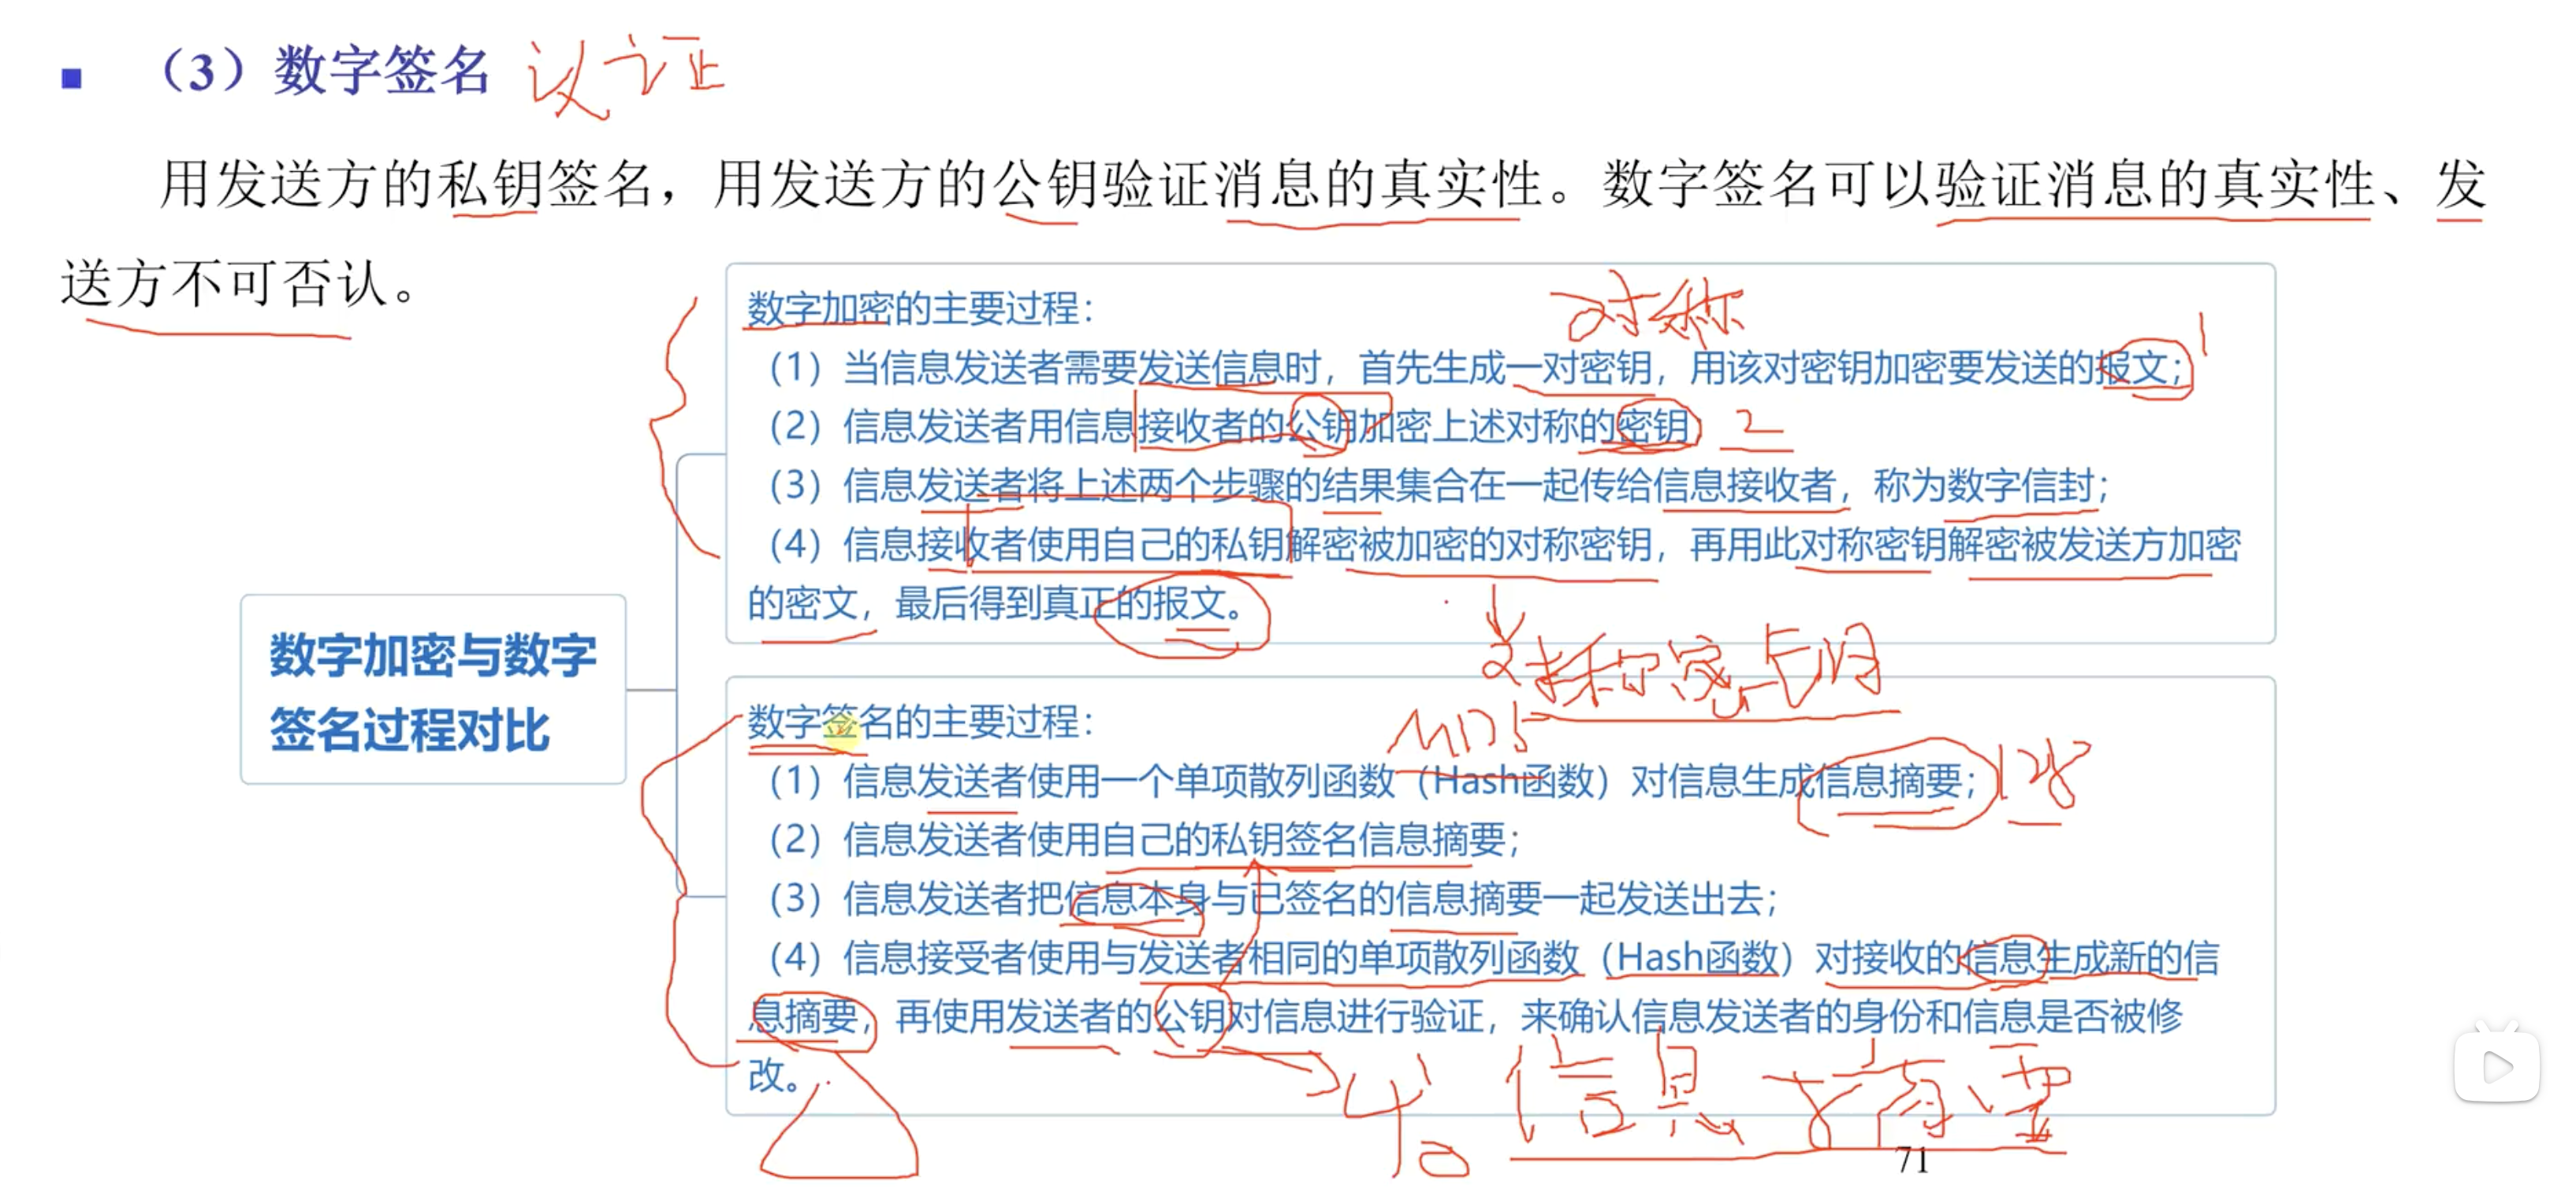 （3）数字签名 认证
用发送方的私钥签名，用发送方的公钥验证消息的真实性。数字签名可以验证消息的真实性、发
送方不可否认。
数字加密与数字
签名过程对比
数字加密的主要过程：
对称
（1）当信息发送者需要发送信息时，首先生成一对密钥，用该对密钥加密要发送的报文； 1
（2）信息发送者用信息接收者的公钥加密上述对称的密钥 2
（3）信息发送者将上述两个步骤的结果集合在一起传给信息接收者，称为数字信封；
（4）信息接收者使用自己的私钥解密被加密的对称密钥，再用此对称密钥解密被发送方加密
的密文，最后得到真正的报文。
对称密钥
数字签名的主要过程：
MD5
（1）信息发送者使用一个单项散列函数（Hash函数）对信息生成信息摘要； 128
（2）信息发送者使用自己的私钥签名信息摘要；
（3）信息发送者把信息本身与已签名的信息摘要一起发送出去；
（4）信息接受者使用与发送者相同的单项散列函数（Hash函数）对接收的信息生成新的信
息摘要，再使用发送者的公钥对信息进行验证，来确认信息发送者的身份和信息是否被修
改。
信息摘要
71